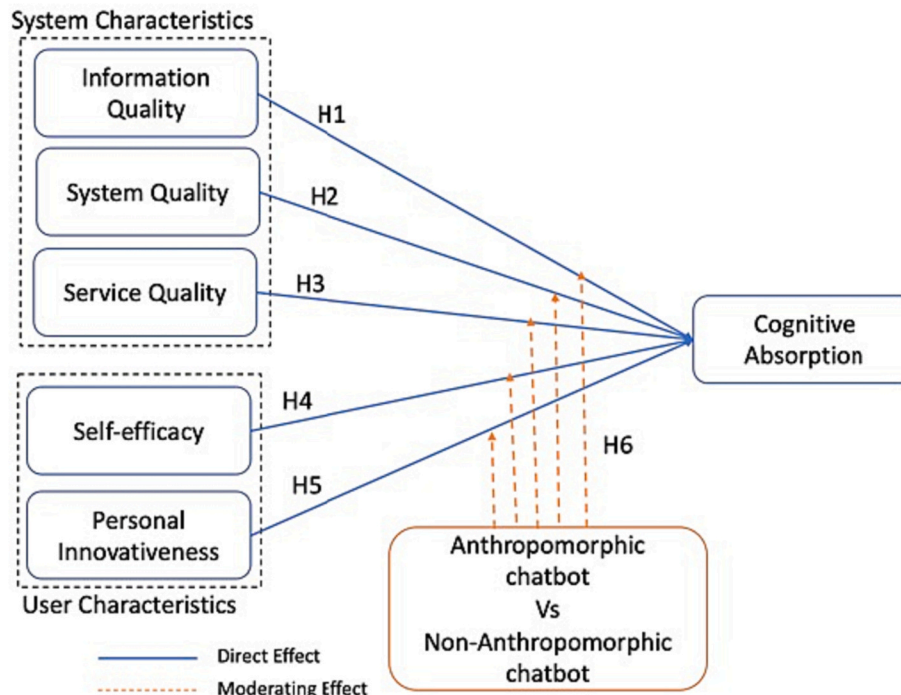 System Characteristics
Information
Quality
H1
System Quality
H2
Service Quality
H3
Cognitive
Absorption
Self-efficacy
H4
H5
H6
Personal
Innovativeness
User Characteristics
Anthropomorphic
chatbot
Vs
Non-Anthropomorphic
chatbot
Direct Effect
Moderating Effect